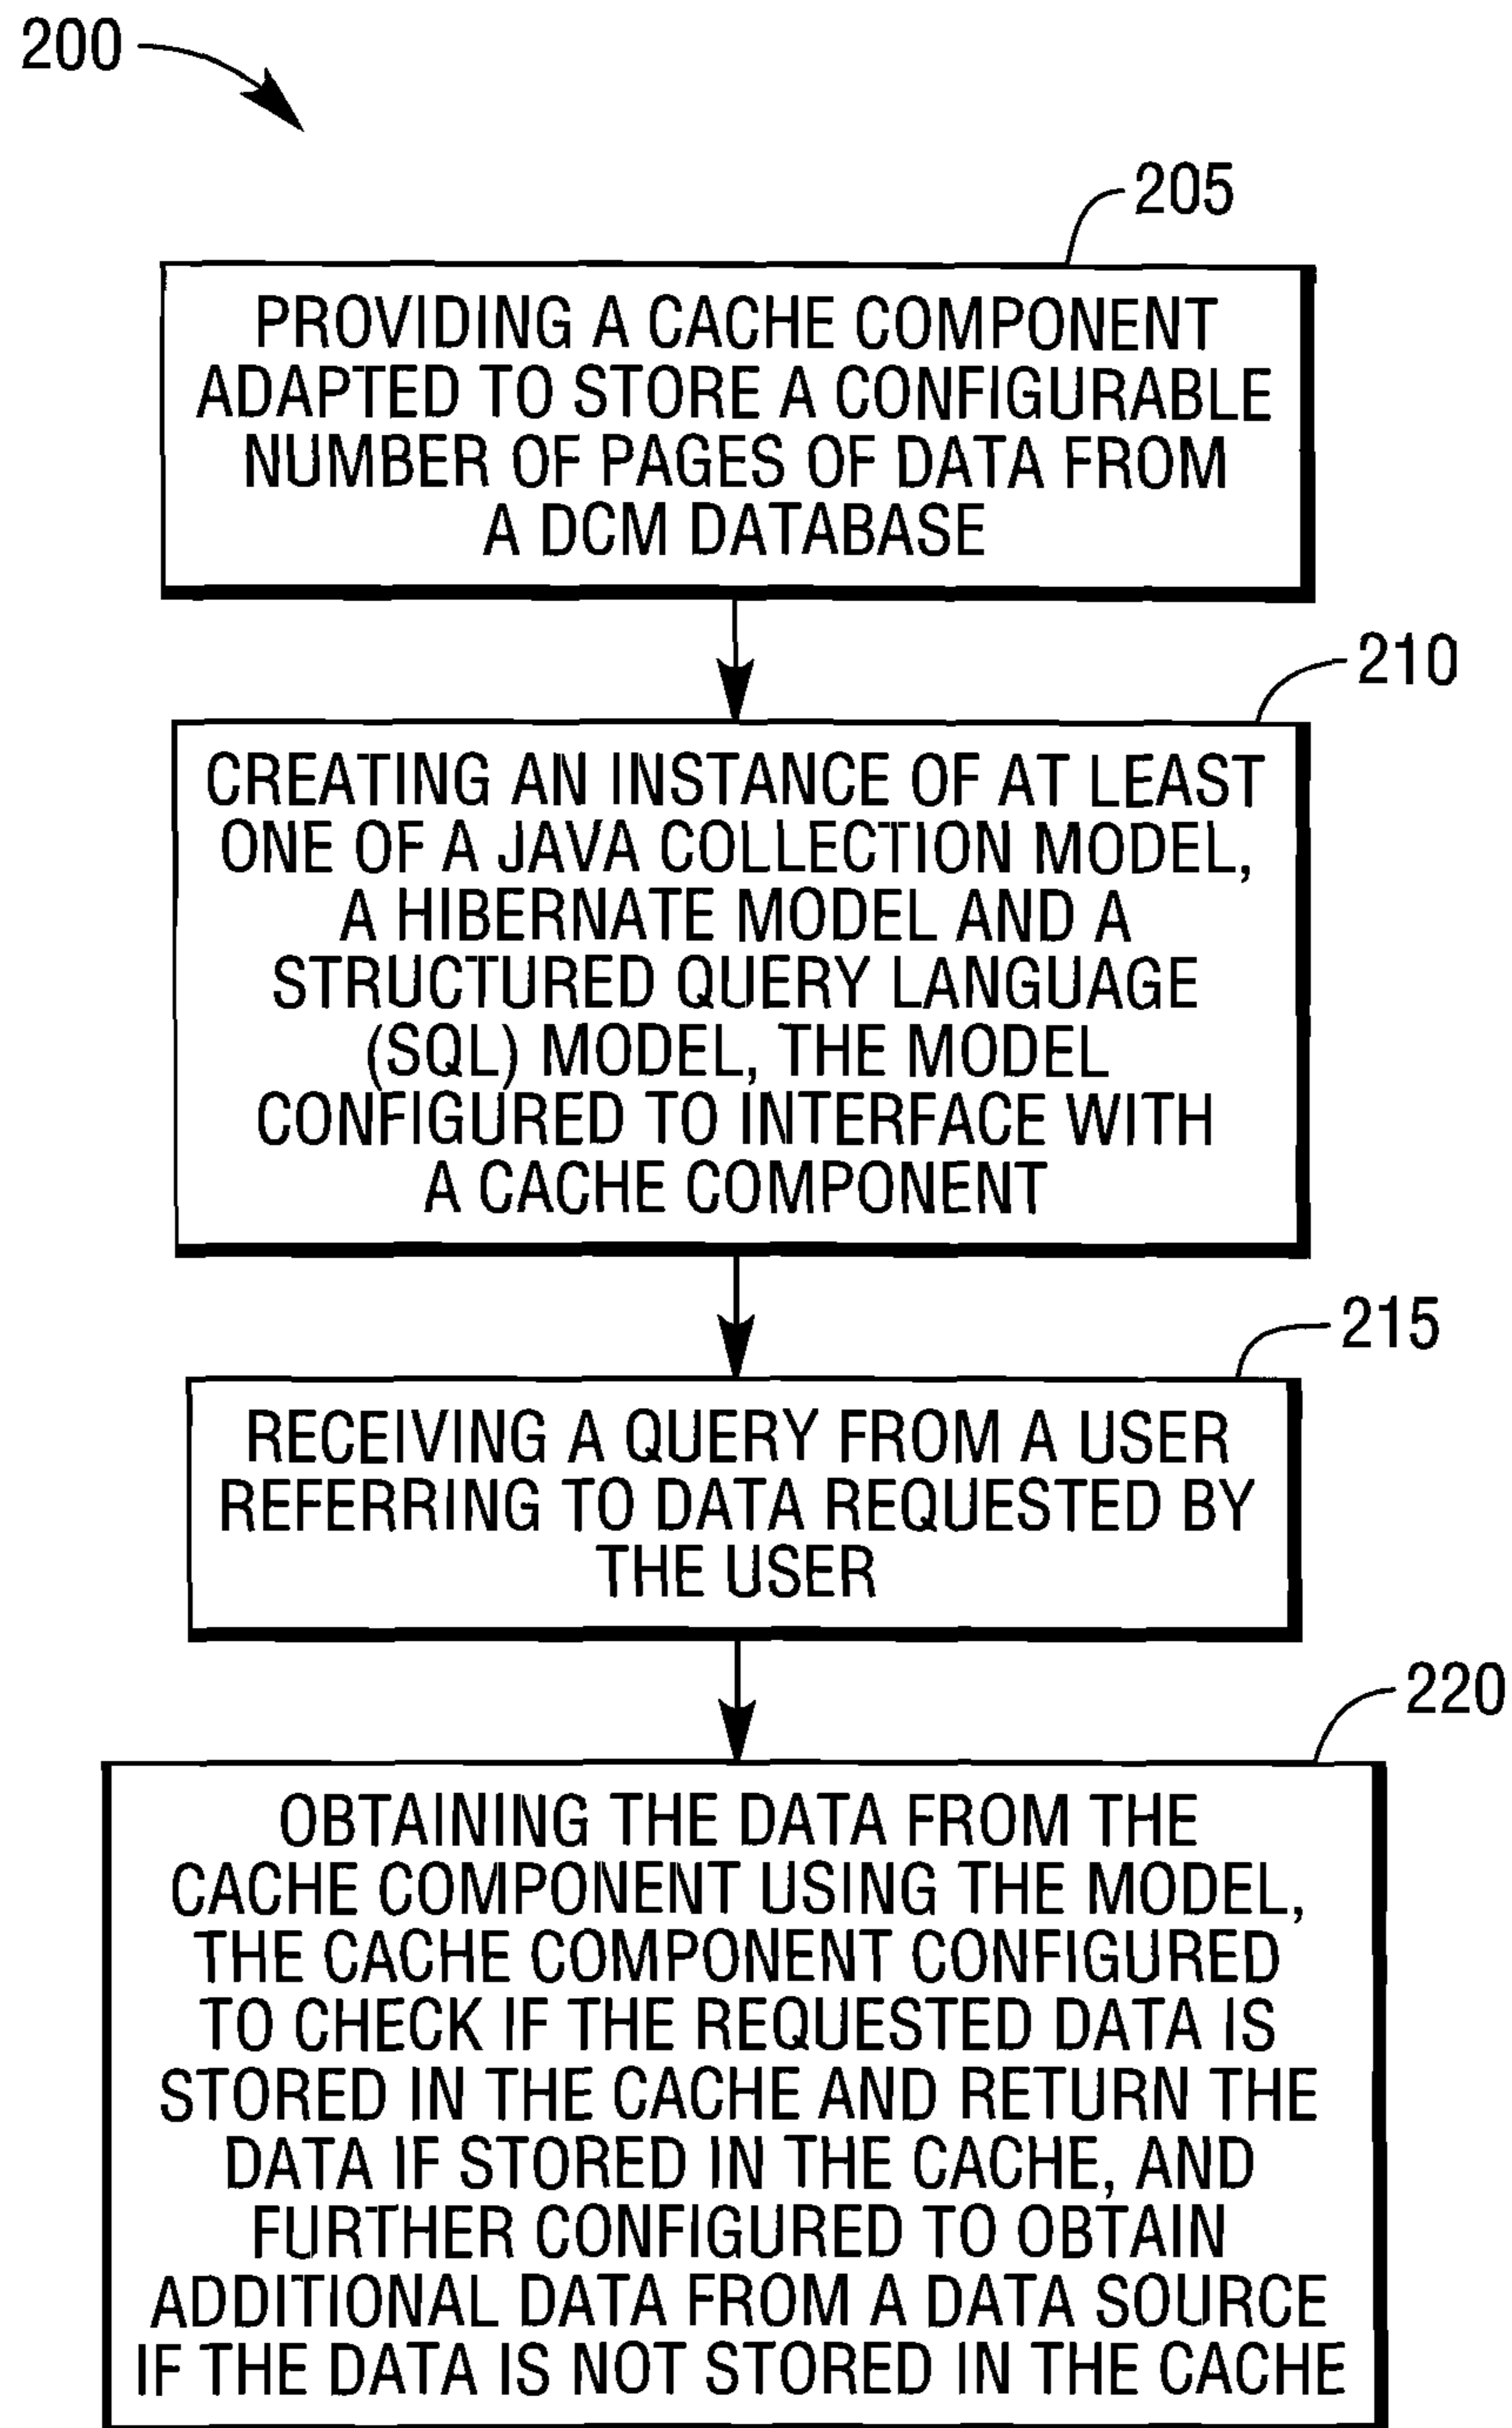 200
205
PROVIDING A CACHE COMPONENT
ADAPTED TO STORE A CONFIGURABLE
NUMBER OF PAGES OF DATA FROM
A DCM DATABASE
210
CREATING AN INSTANCE OF AT LEAST
ONE OF A JAVA COLLECTION MODEL,
A HIBERNATE MODEL AND A
STRUCTURED QUERY LANGUAGE
(SQL) MODEL, THE MODEL
CONFIGURED TO INTERFACE WITH
A CACHE COMPONENT
215
RECEIVING A QUERY FROM A USER
REFERRING TO DATA REQUESTED BY
THE USER
220
OBTAINING THE DATA FROM THE
CACHE COMPONENT USING THE MODEL,
THE CACHE COMPONENT CONFIGURED
TO CHECK IF THE REQUESTED DATA IS
STORED IN THE CACHE AND RETURN THE
DATA IF STORED IN THE CACHE, AND
FURTHER CONFIGURED TO OBTAIN
ADDITIONAL DATA FROM A DATA SOURCE
IF THE DATA IS NOT STORED IN THE CACHE